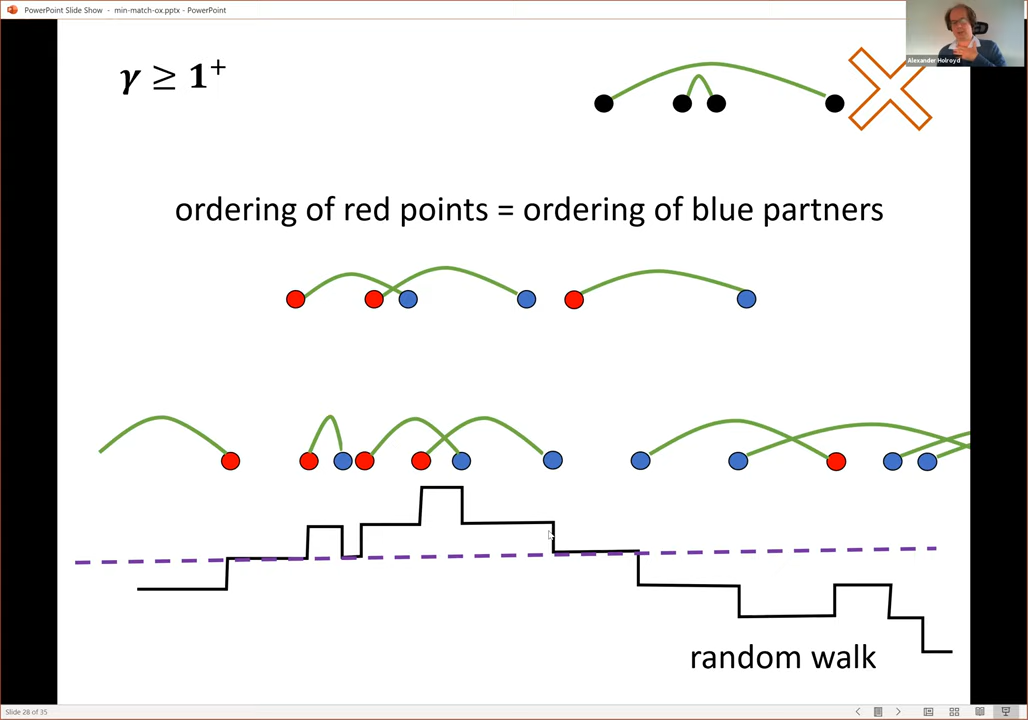 PowerPoint Slide Show - min-match-ox.pptx - PowerPoint
Alexander Holroyd
γ ≥ 1⁺
ordering of red points = ordering of blue partners
random walk
Slide 28 of 35